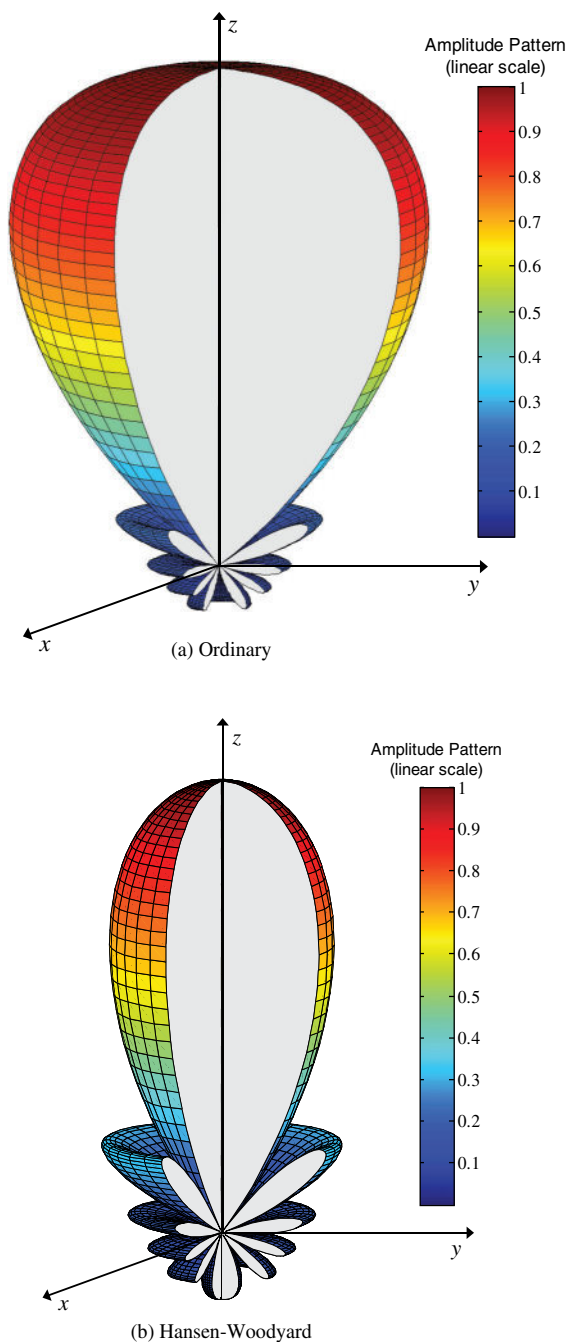 z
Amplitude Pattern
(linear scale)
1
0.9
0.8
0.7
0.6
0.5
0.4
0.3
0.2
0.1
y
x
(a) Ordinary
z
Amplitude Pattern
(linear scale)
1
0.9
0.8
0.7
0.6
0.5
0.4
0.3
0.2
0.1
y
x
(b) Hansen-Woodyard